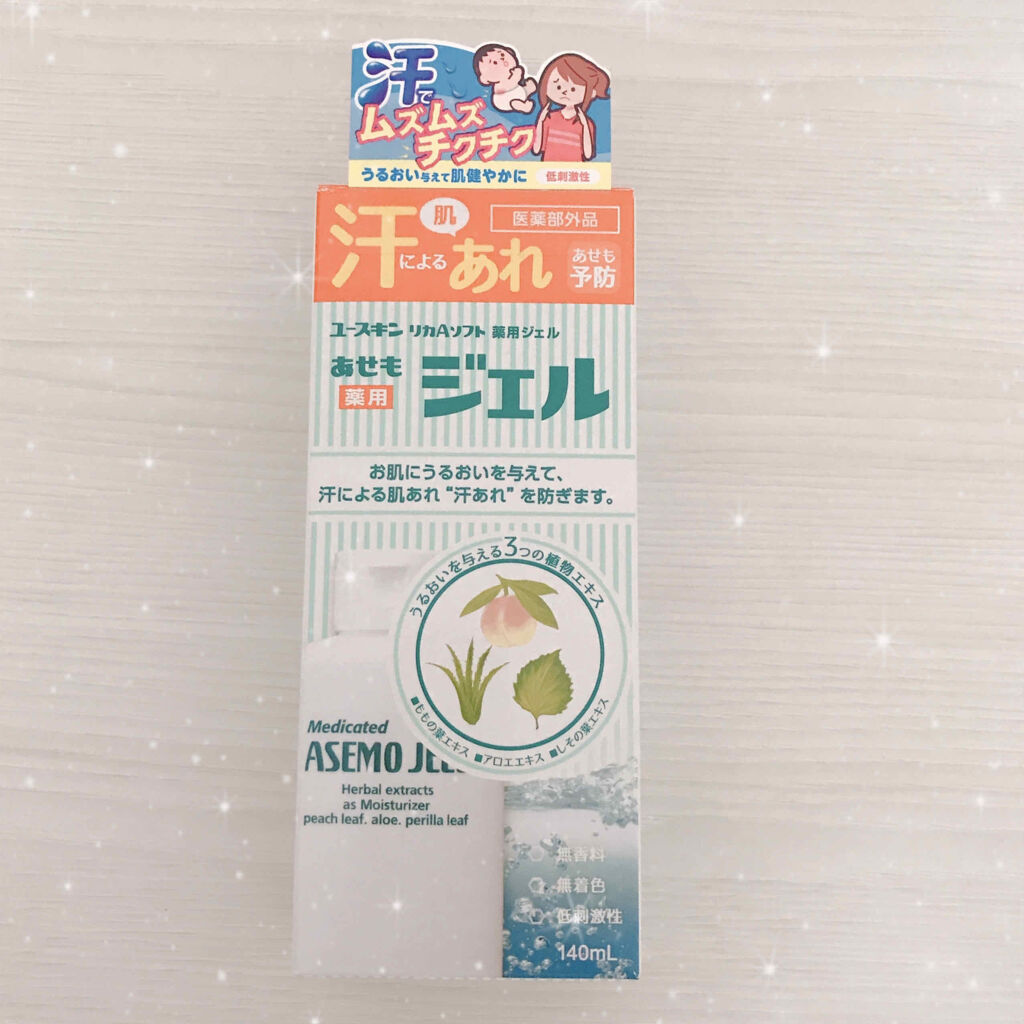 汗で
ムズムズ
チクチク
うるおい与えて肌健やかに 低刺激性
汗による肌あれ
医薬部外品
あせも
予防
ユースキン リカAソフト 薬用ジェル
あせも
薬用
ジェル
お肌にうるおいを与えて、
汗による肌あれ“汗あれ”を防ぎます。
うるおいを与える3つの植物エキス
■ももの葉エキス ■アロエエキス ■しその葉エキス
Medicated
ASEMO
Herbal extracts
as Moisturizer
peach leaf. aloe. perilla leaf
無香料
無着色
低刺激性
140mL